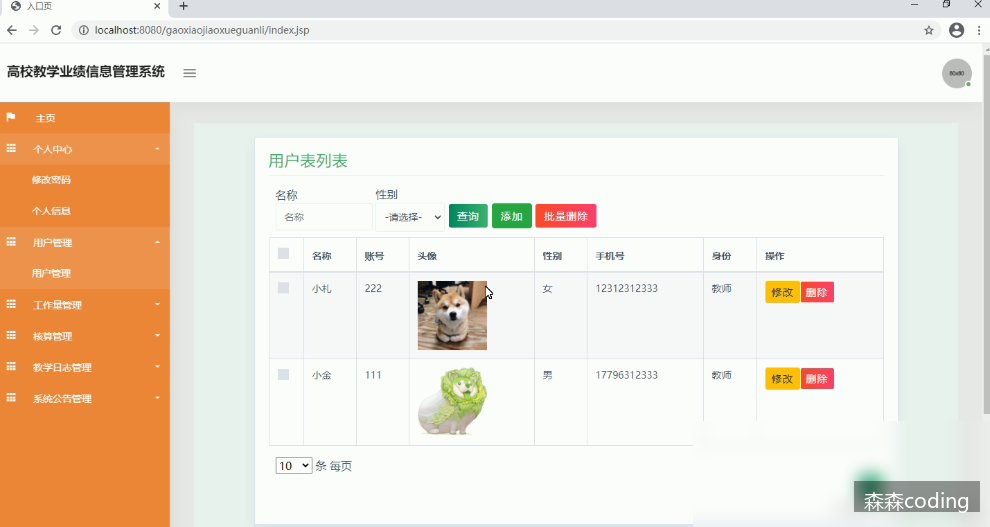 入口页
localhost:8080/gaoxiaojiaoxueguanli/index.jsp
高校教学业绩信息管理系统
主页
个人中心
修改密码
个人信息
用户管理
用户管理
工作量管理
核算管理
教学日志管理
系统公告管理
用户表列表
名称 性别
名称 -请选择- 查询 添加 批量删除
名称 账号 头像 性别 手机号 身份 操作
小札 222 女 12312312333 教师 修改 删除
小金 111 男 17796312333 教师 修改 删除
10 条 每页
森森coding